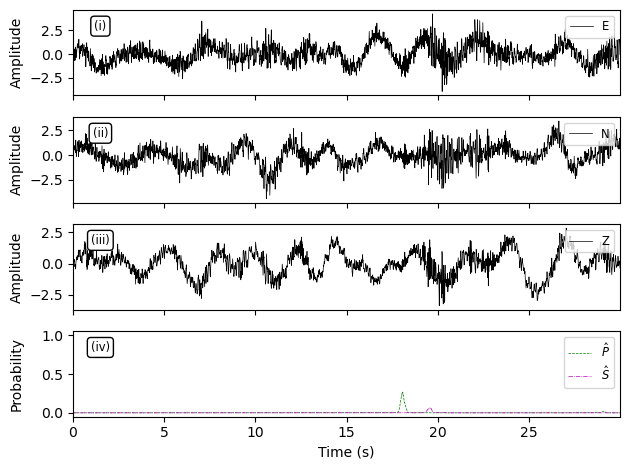 (i)
E
Amplitude
2.5
0.0
−2.5
(ii)
N
Amplitude
2.5
0.0
−2.5
(iii)
Z
Amplitude
2.5
0.0
−2.5
(iv)
P̂
Ŝ
Probability
1.0
0.5
0.0
0 5 10 15 20 25
Time (s)